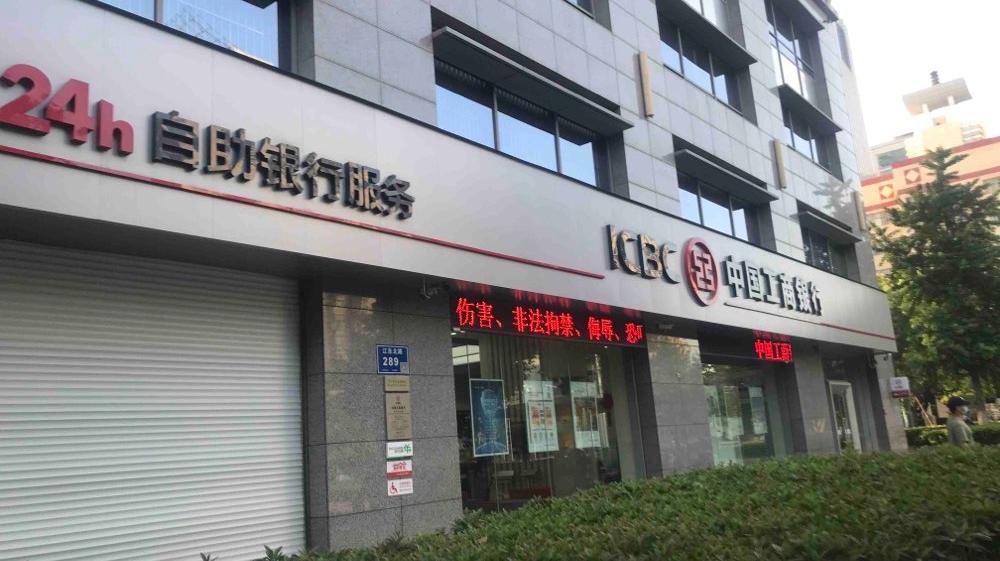 24h 自助银行服务
ICBC 中国工商银行
伤害、非法拘禁、侮辱、恐
中国工商
江东北路
289